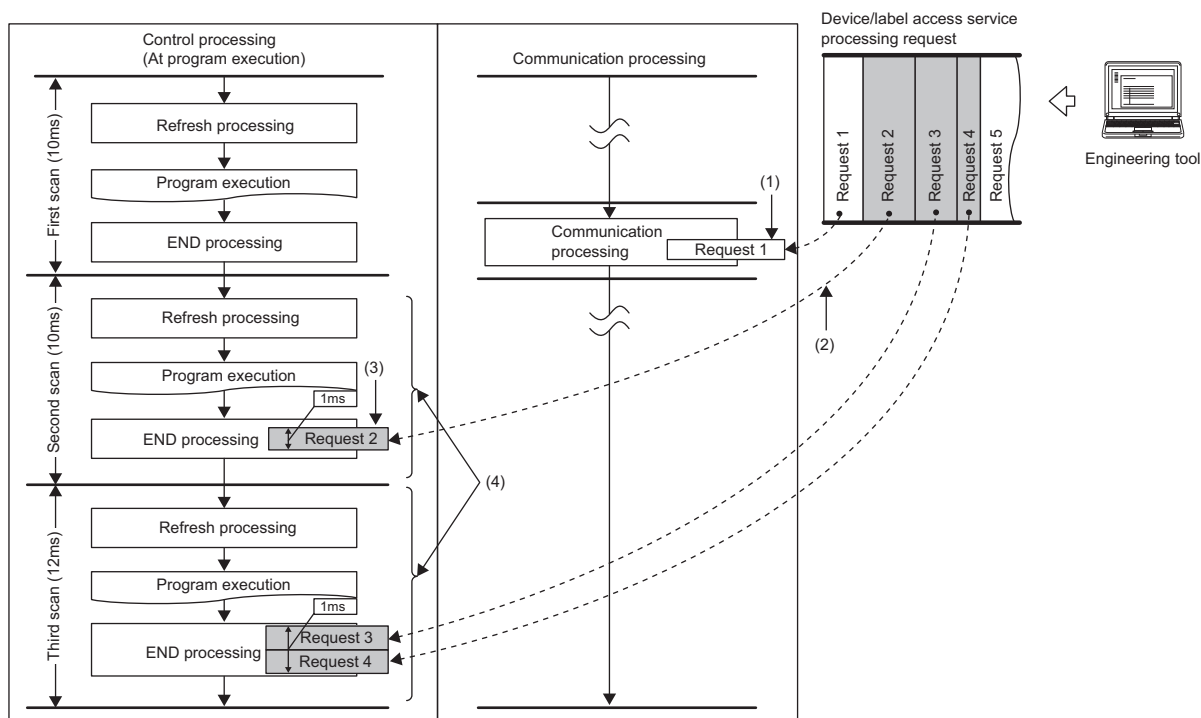 Control processing
(At program execution)
First scan (10ms)
Refresh processing
Program execution
END processing
Second scan (10ms)
Refresh processing
Program execution
1ms
(3)
END processing
Request 2
Third scan (12ms)
Refresh processing
Program execution
1ms
END processing
Request 3
Request 4
(4)
Communication processing
(1)
Communication
processing
Request 1
(2)
Device/label access service
processing request
Request 1
Request 2
Request 3
Request 4
Request 5
Engineering tool